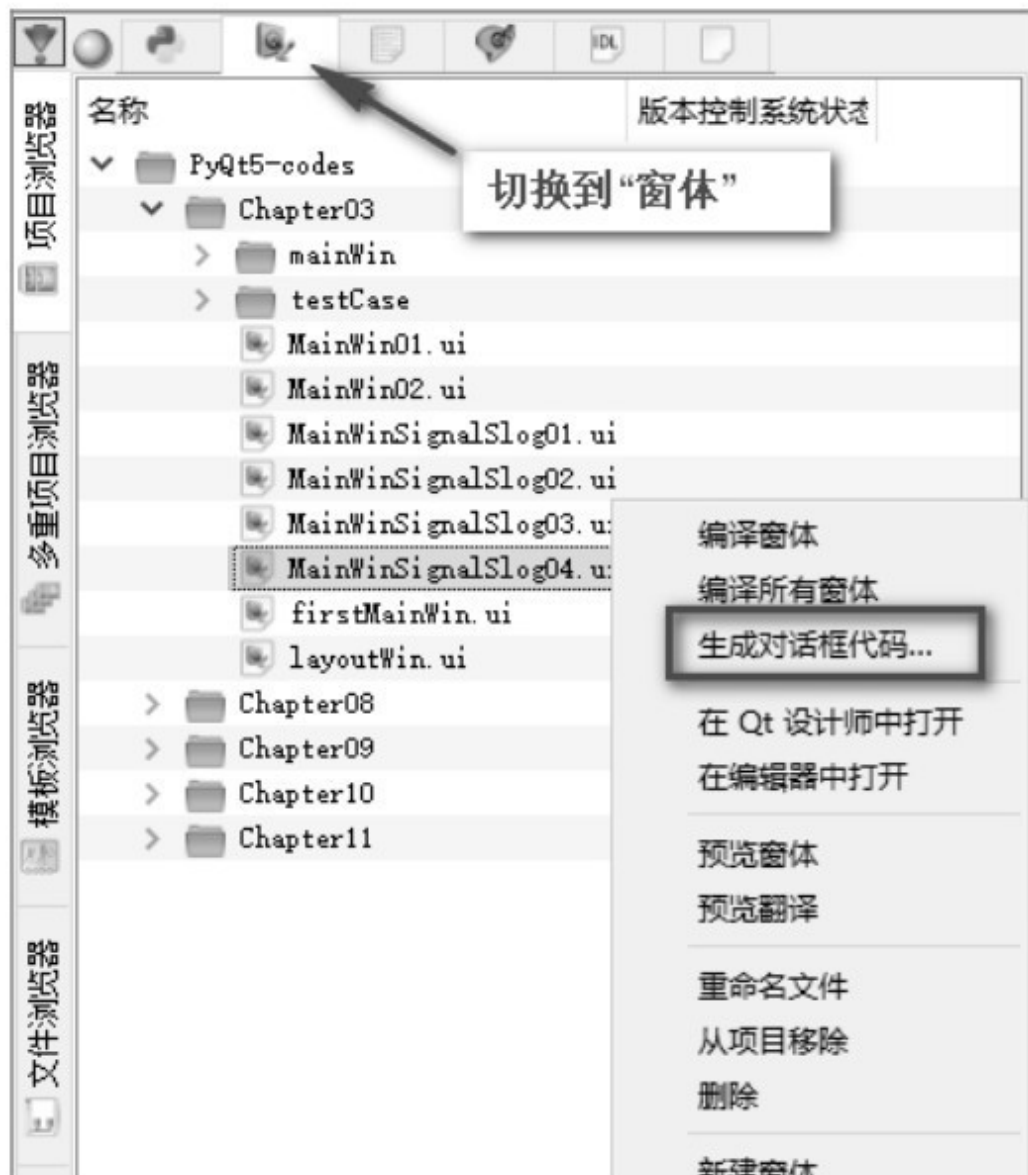 IDL
名称
版本控制系统状态
切换到“窗体”
PyQt5-codes
Chapter03
mainWin
testCase
MainWin01.ui
MainWin02.ui
MainWinSignalSlog01.ui
MainWinSignalSlog02.ui
MainWinSignalSlog03.ui
MainWinSignalSlog04.ui
firstMainWin.ui
layoutWin.ui
Chapter08
Chapter09
Chapter10
Chapter11
编译窗体
编译所有窗体
生成对话框代码...
在 Qt 设计师中打开
在编辑器中打开
预览窗体
预览翻译
重命名文件
从项目移除
删除
新建窗体
项目浏览器
多重项目浏览器
模板浏览器
文件浏览器